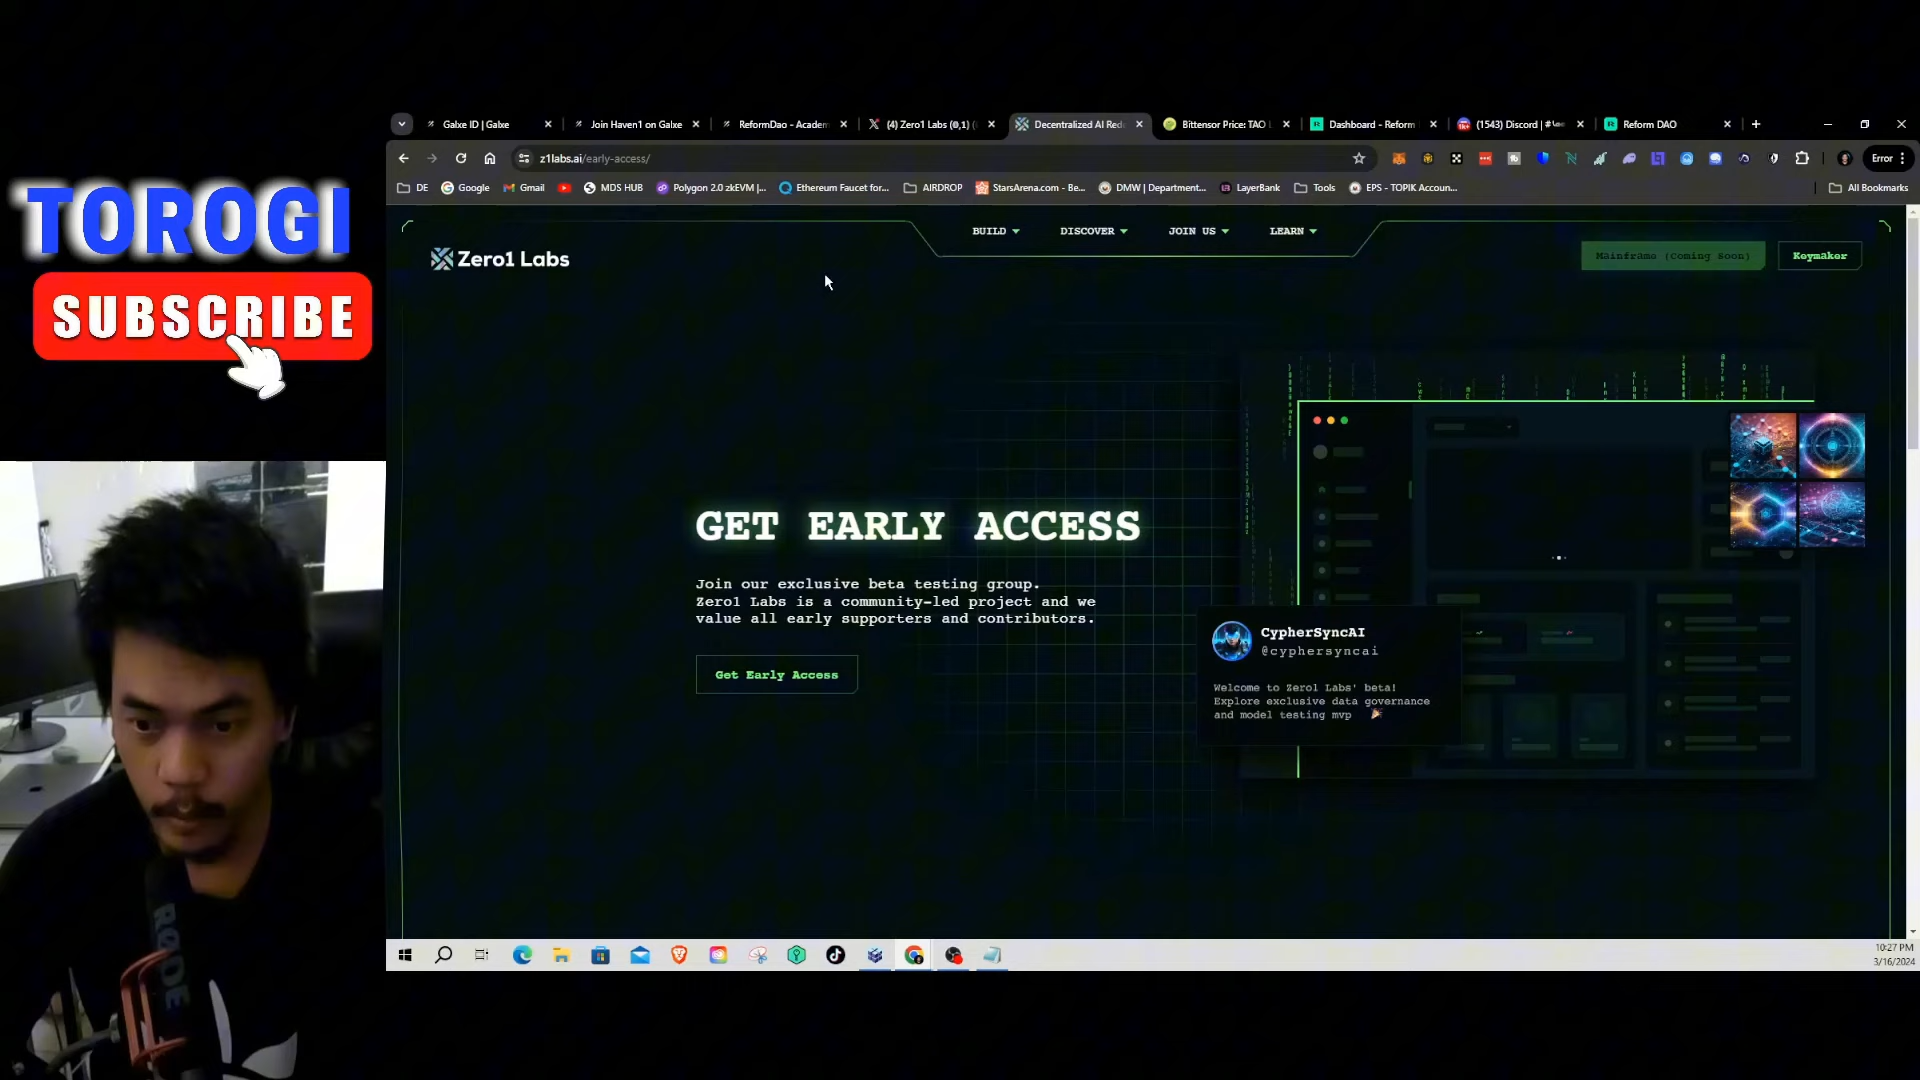 TOROGI
SUBSCRIBE
Galxe ID | Galxe
Join Haven1 on Galxe
ReformDao - Academ
(4) Zero1 Labs (0,1) (
Decentralized AI Red
Bittensor Price: TAO L
Dashboard - Reform
(1543) Discord |
Reform DAO
z1labs.ai/early-access/
Error
DE
Google
Gmail
MDS HUB
Polygon 2.0 zkEVM |...
Ethereum Faucet for...
AIRDROP
StarsArena.com - Be...
DMW | Department...
LayerBank
Tools
EPS - TOPIK Accoun...
All Bookmarks
Zero1 Labs
BUILD
DISCOVER
JOIN US
LEARN
Mainframe (Coming Soon)
Keymaker
GET EARLY ACCESS
Join our exclusive beta testing group.
Zero1 Labs is a community-led project and we
value all early supporters and contributors.
Get Early Access
CypherSyncAI
@cyphersyncai
Welcome to Zero1 Labs' beta!
Explore exclusive data governance
and model testing mvp
RODE
10:27 PM
3/16/2024